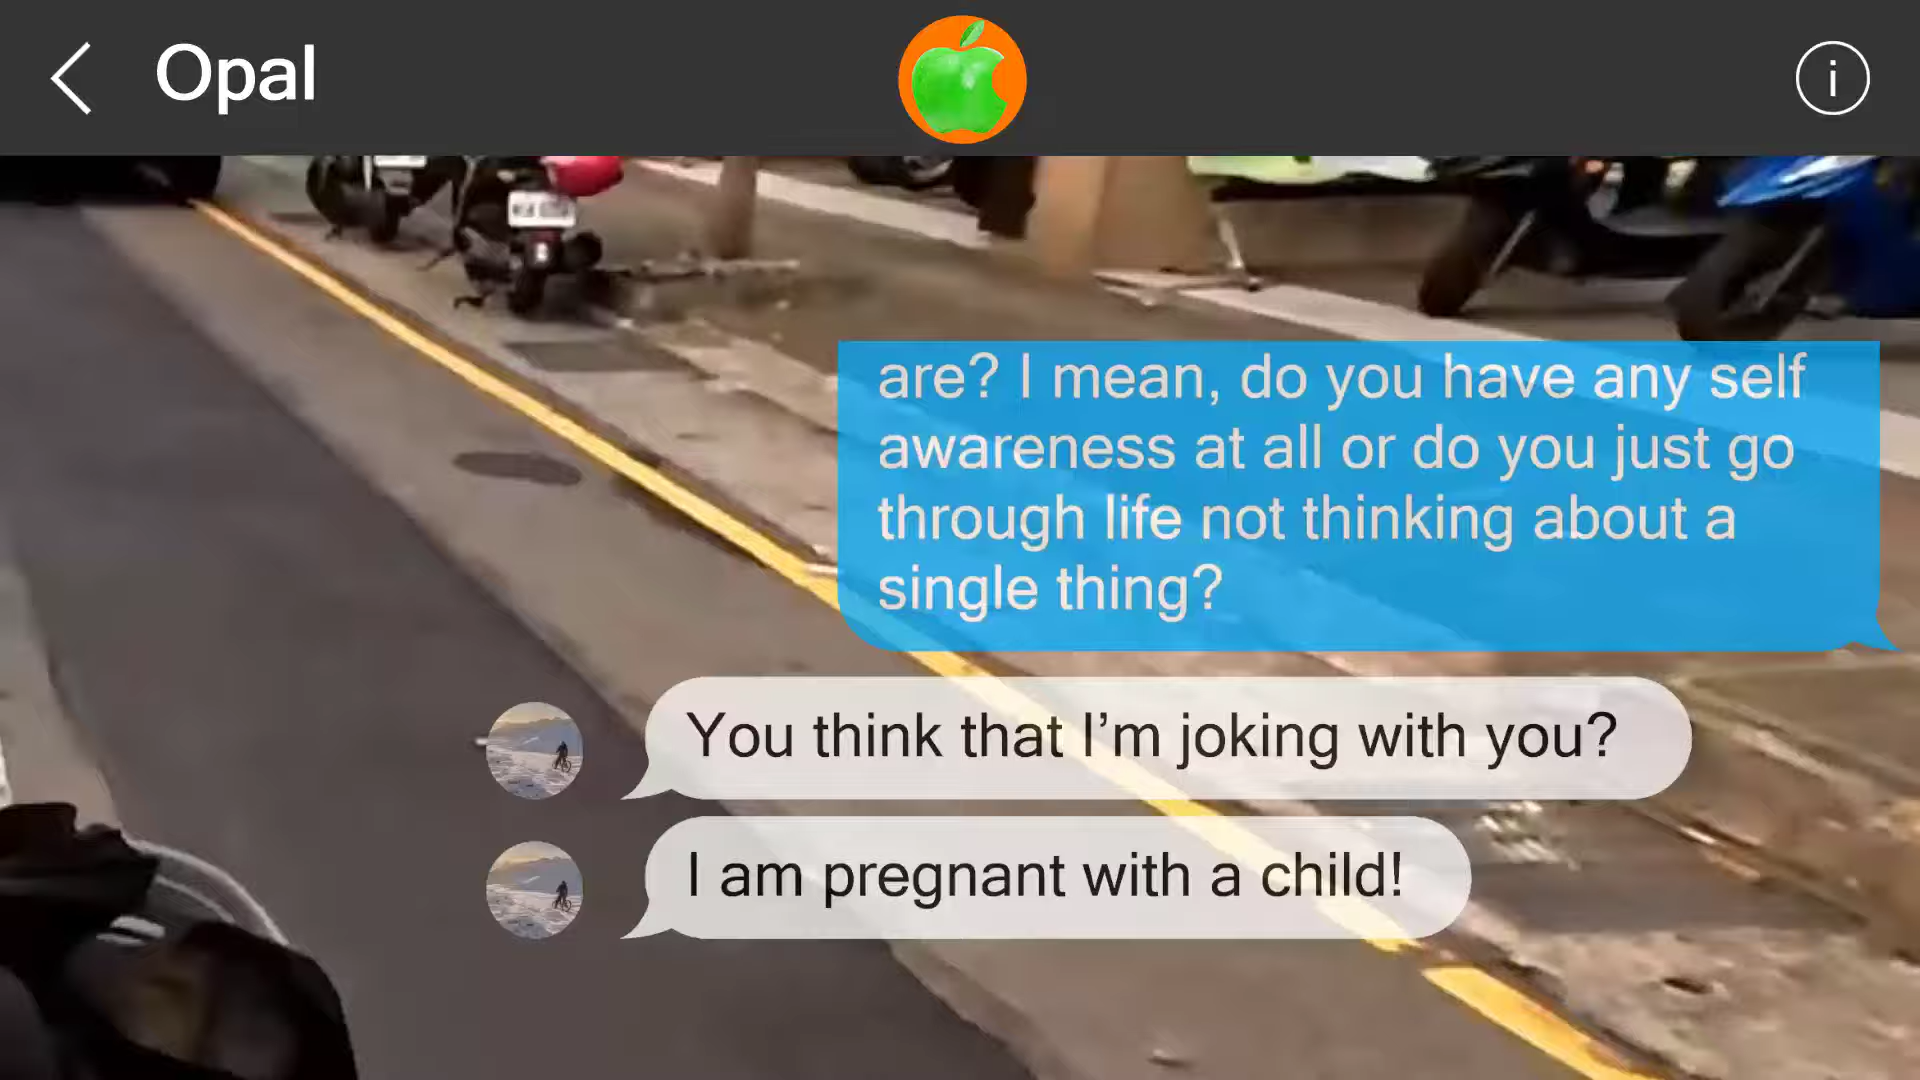 Opal
i
are? I mean, do you have any self
awareness at all or do you just go
through life not thinking about a
single thing?
You think that I’m joking with you?
I am pregnant with a child!